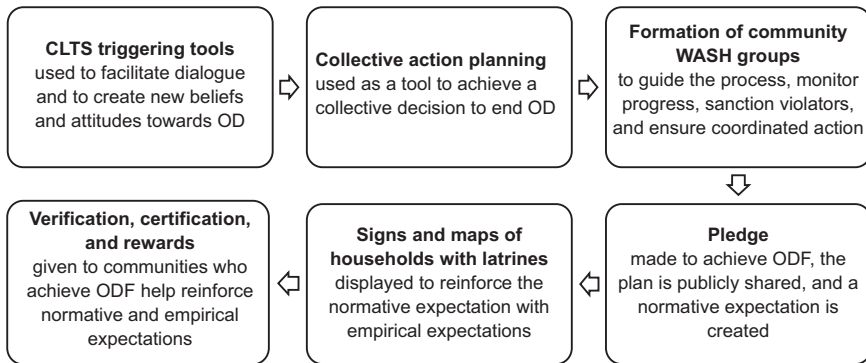 CLTS triggering tools
used to facilitate dialogue
and to create new beliefs
and attitudes towards OD
Collective action planning
used as a tool to achieve a
collective decision to end OD
Formation of community
WASH groups
to guide the process, monitor
progress, sanction violators,
and ensure coordinated action
Pledge
made to achieve ODF, the
plan is publicly shared, and a
normative expectation is
created
Signs and maps of
households with latrines
displayed to reinforce the
normative expectation with
empirical expectations
Verification, certification,
and rewards
given to communities who
achieve ODF help reinforce
normative and empirical
expectations